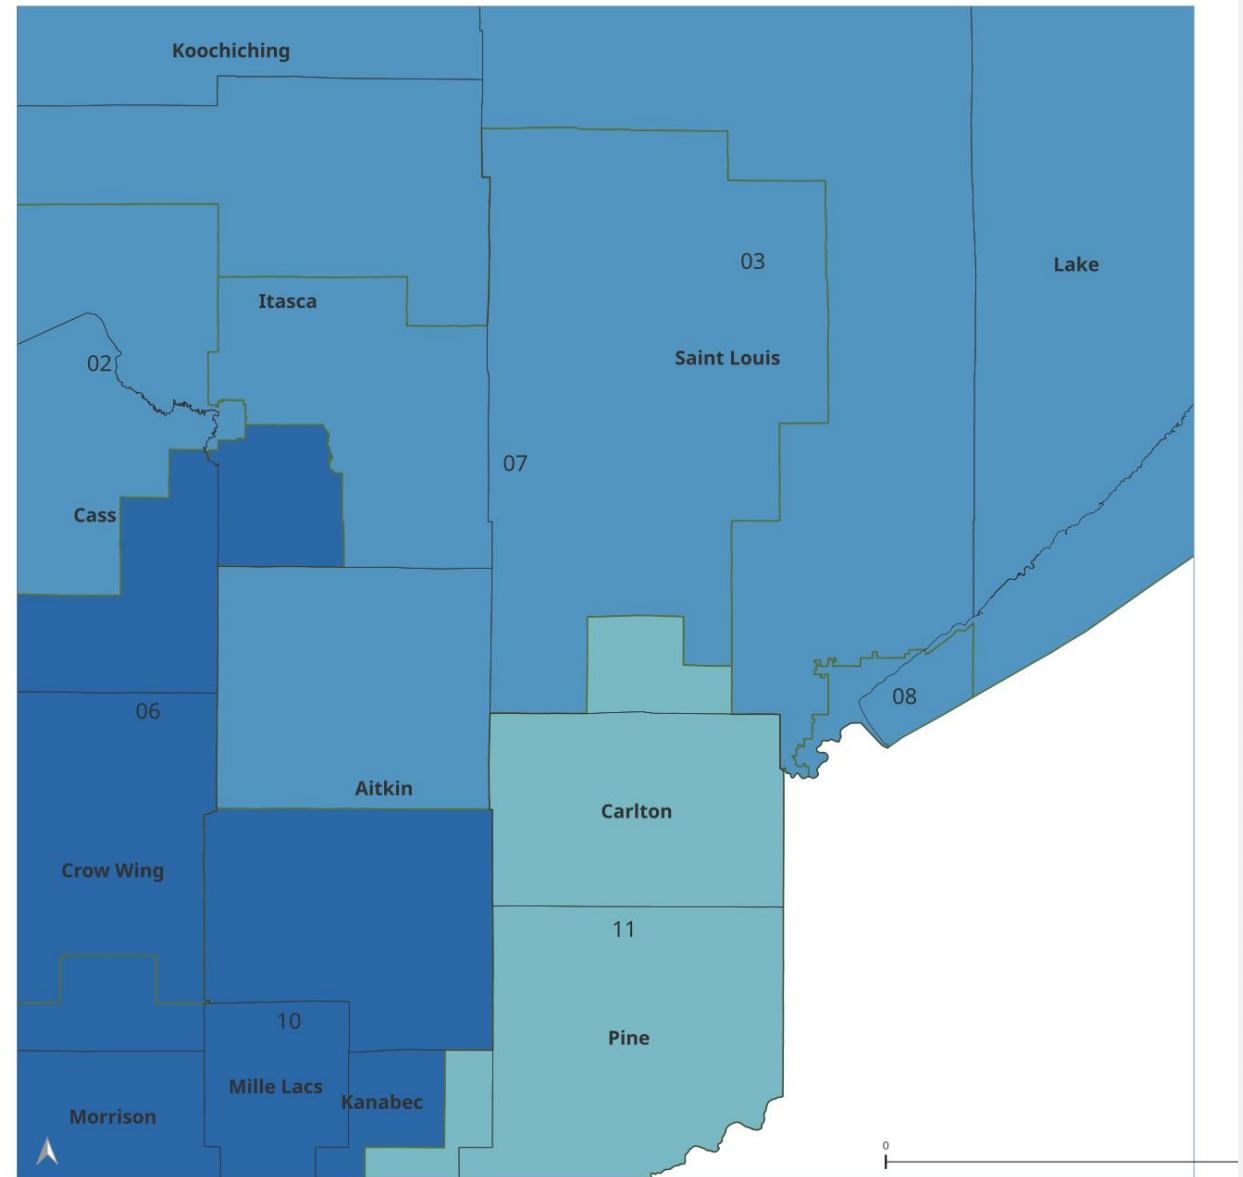 Koochiching
03
Lake
Itasca
Saint Louis
02
07
Cass
08
06
Aitkin
Carlton
Crow Wing
11
10
Pine
Mille Lacs
Kanabec
Morrison
0